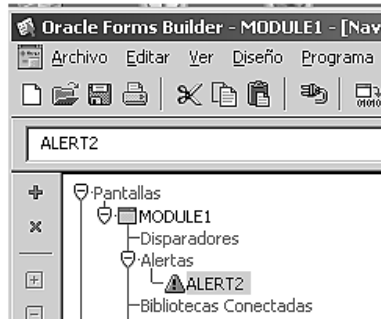 Oracle Forms Builder - MODULE1 - [Nav
Archivo Editar Ver Diseño Programa
ALERT2
Pantallas
MODULE1
Disparadores
Alertas
ALERT2
Bibliotecas Conectadas